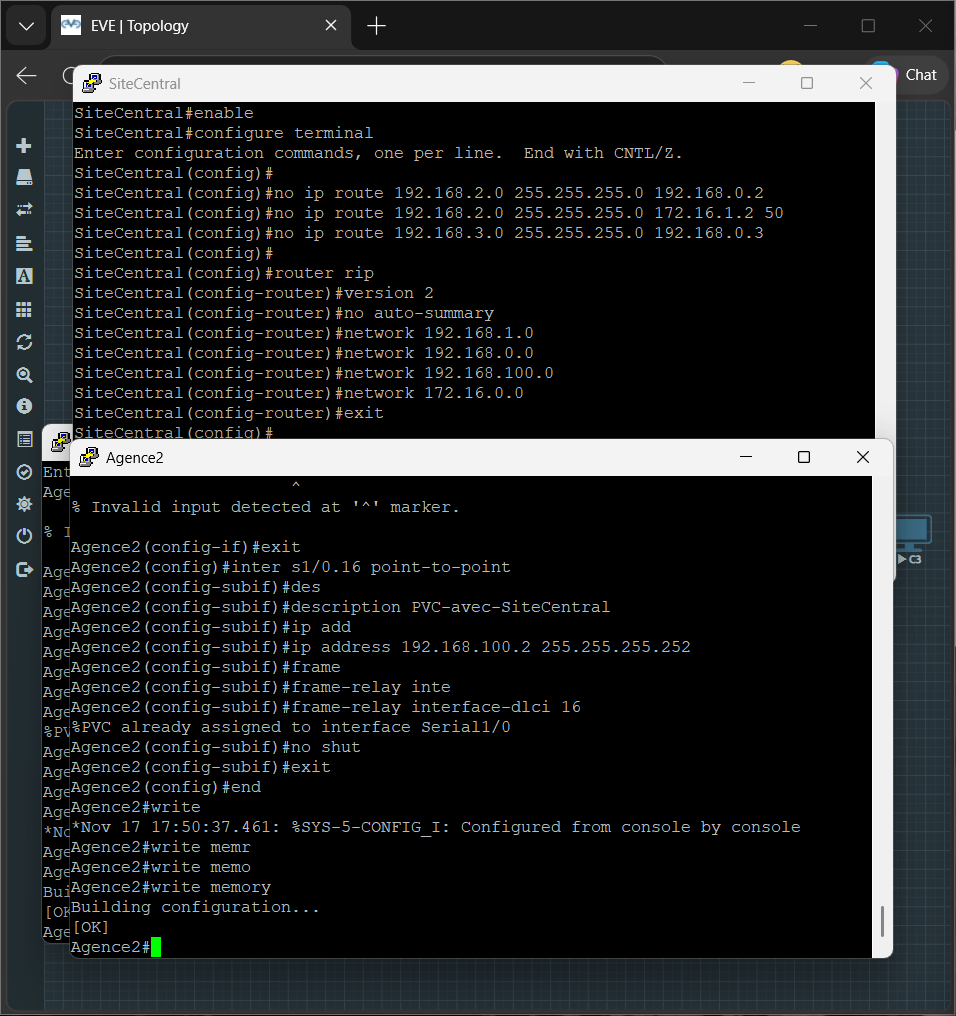 EVE | Topology
Chat
SiteCentral
SiteCentral#enable
SiteCentral#configure terminal
Enter configuration commands, one per line.  End with CNTL/Z.
SiteCentral(config)#
SiteCentral(config)#no ip route 192.168.2.0 255.255.255.0 192.168.0.2
SiteCentral(config)#no ip route 192.168.2.0 255.255.255.0 172.16.1.2 50
SiteCentral(config)#no ip route 192.168.3.0 255.255.255.0 192.168.0.3
SiteCentral(config)#
SiteCentral(config)#router rip
SiteCentral(config-router)#version 2
SiteCentral(config-router)#no auto-summary
SiteCentral(config-router)#network 192.168.1.0
SiteCentral(config-router)#network 192.168.0.0
SiteCentral(config-router)#network 192.168.100.0
SiteCentral(config-router)#network 172.16.0.0
SiteCentral(config-router)#exit
SiteCentral(config)#
Agence2
^
% Invalid input detected at '^' marker.
Agence2(config-if)#exit
Agence2(config)#inter s1/0.16 point-to-point
Agence2(config-subif)#des
Agence2(config-subif)#description PVC-avec-SiteCentral
Agence2(config-subif)#ip add
Agence2(config-subif)#ip address 192.168.100.2 255.255.255.252
Agence2(config-subif)#frame
Agence2(config-subif)#frame-relay inte
Agence2(config-subif)#frame-relay interface-dlci 16
%PVC already assigned to interface Serial1/0
Agence2(config-subif)#no shut
Agence2(config-subif)#exit
Agence2(config)#end
Agence2#write
*Nov 17 17:50:37.461: %SYS-5-CONFIG_I: Configured from console by console
Agence2#write memr
Agence2#write memo
Agence2#write memory
Building configuration...
[OK]
Agence2#
C3